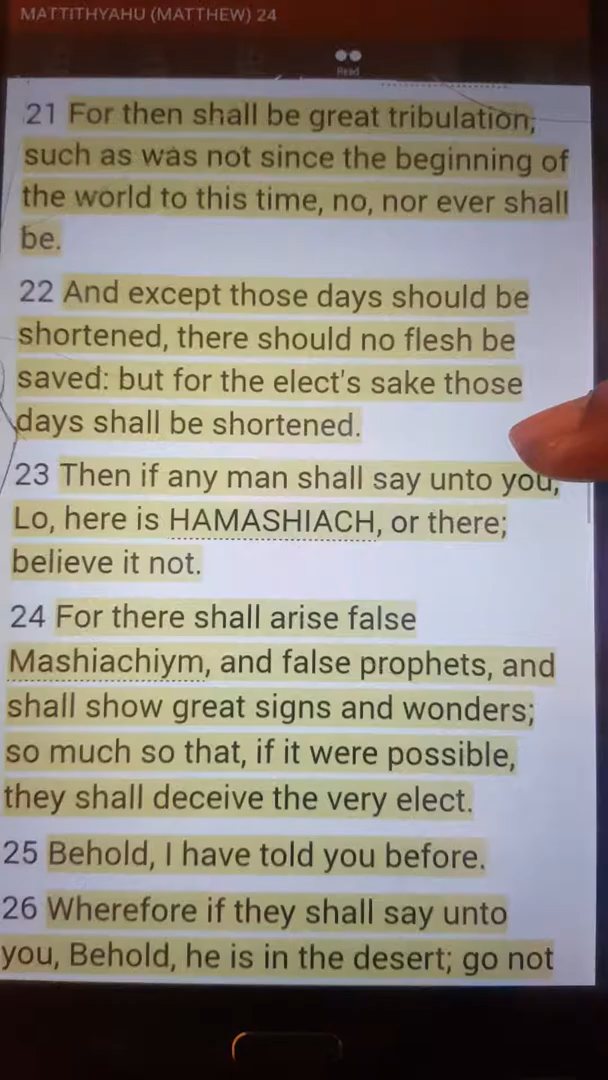 MATTITHYAHU (MATTHEW) 24
Read
21 For then shall be great tribulation,
such as was not since the beginning of
the world to this time, no, nor ever shall
be.
22 And except those days should be
shortened, there should no flesh be
saved: but for the elect's sake those
days shall be shortened.
23 Then if any man shall say unto you,
Lo, here is HAMASHIACH, or there;
believe it not.
24 For there shall arise false
Mashiachiym, and false prophets, and
shall show great signs and wonders;
so much so that, if it were possible,
they shall deceive the very elect.
25 Behold, I have told you before.
26 Wherefore if they shall say unto
you, Behold, he is in the desert; go not